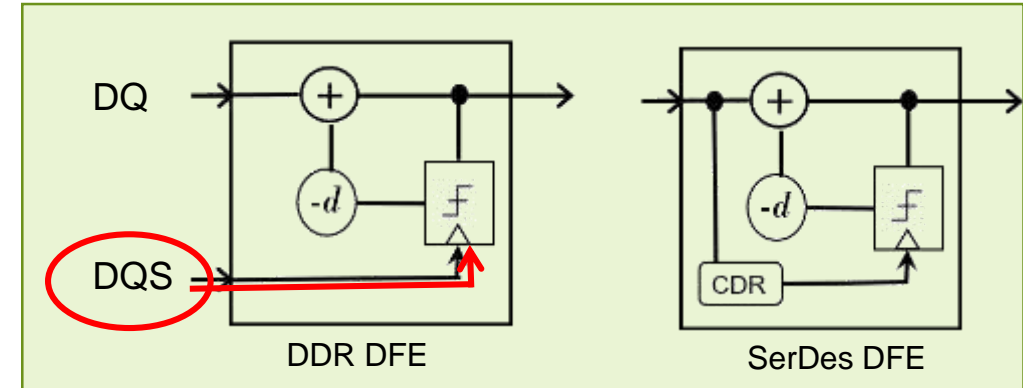 DQ
+
-d
DQS
DDR DFE
+
-d
CDR
SerDes DFE